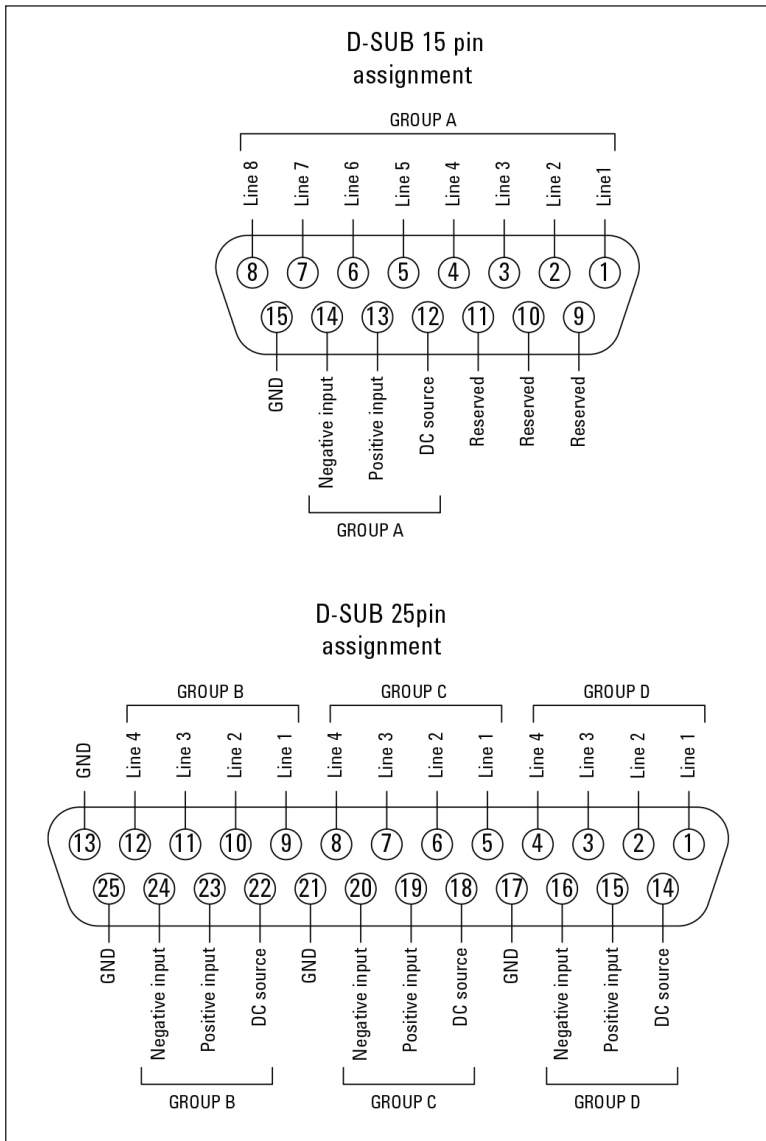 D-SUB 15 pin
assignment
GROUP A
Line 8
Line 7
Line 6
Line 5
Line 4
Line 3
Line 2
Line1
8
7
6
5
4
3
2
1
15
14
13
12
11
10
9
GND
Negative input
Positive input
DC source
Reserved
Reserved
Reserved
GROUP A
D-SUB 25pin
assignment
GROUP B
GROUP C
GROUP D
GND
Line 4
Line 3
Line 2
Line 1
Line 4
Line 3
Line 2
Line 1
Line 4
Line 3
Line 2
Line 1
13
12
11
10
9
8
7
6
5
4
3
2
1
25
24
23
22
21
20
19
18
17
16
15
14
GND
Negative input
Positive input
DC source
GND
Negative input
Positive input
DC source
GND
Negative input
Positive input
DC source
GROUP B
GROUP C
GROUP D